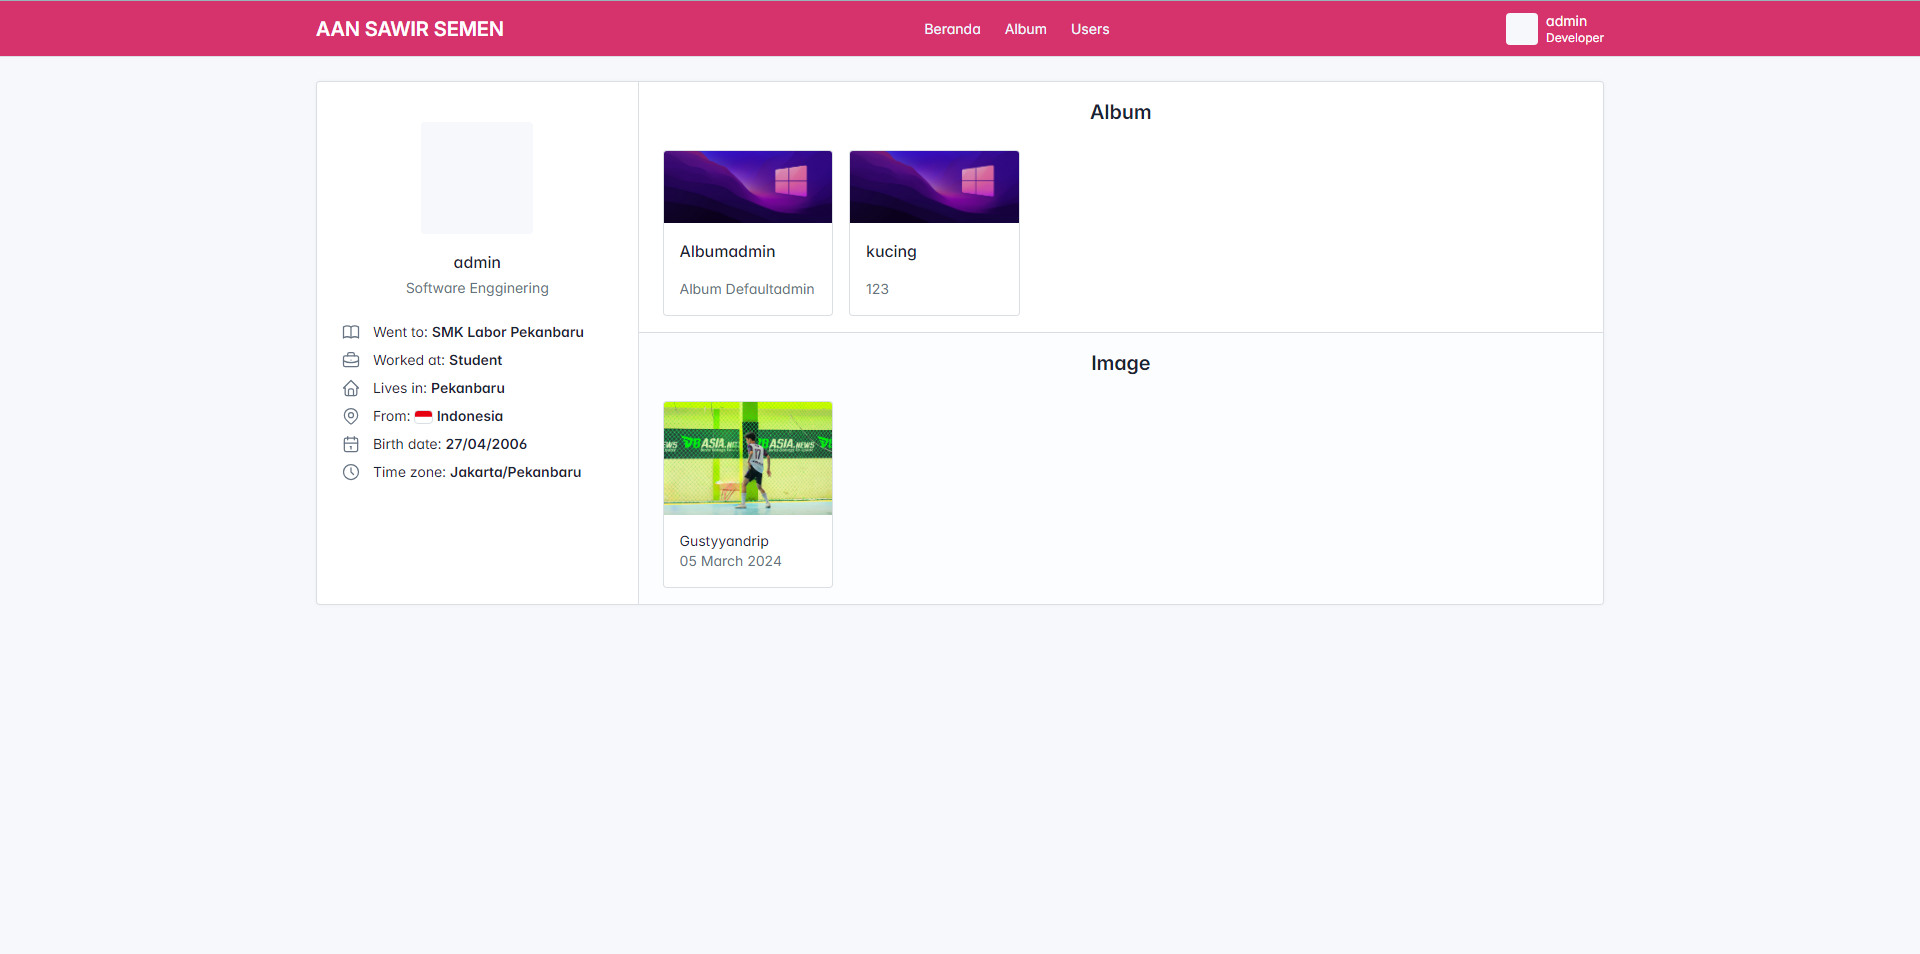 AAN SAWIR SEMEN
Beranda
Album
Users
admin
Developer
admin
Software Engginering
Went to: SMK Labor Pekanbaru
Worked at: Student
Lives in: Pekanbaru
From: Indonesia
Birth date: 27/04/2006
Time zone: Jakarta/Pekanbaru
Album
Albumadmin
Album Defaultadmin
kucing
123
Image
ASIA.NEWS
17
Gustyyandrip
05 March 2024